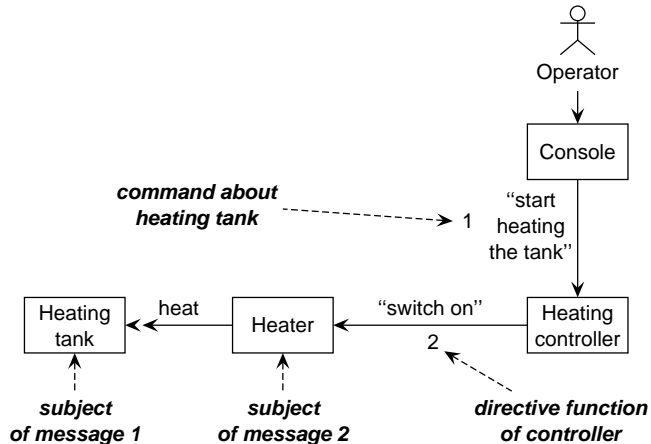 Operator
Console
command about
heating tank
1
“start
heating
the tank”
Heating
tank
heat
Heater
“switch on”
2
Heating
controller
subject
of message 1
subject
of message 2
directive function
of controller